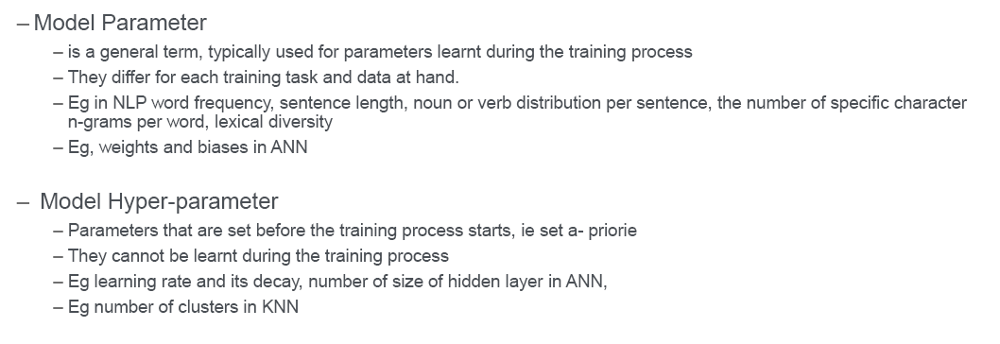 – Model Parameter
– is a general term, typically used for parameters learnt during the training process
– They differ for each training task and data at hand.
– Eg in NLP word frequency, sentence length, noun or verb distribution per sentence, the number of specific character
n-grams per word, lexical diversity
– Eg, weights and biases in ANN
– Model Hyper-parameter
– Parameters that are set before the training process starts, ie set a- priorie
– They cannot be learnt during the training process
– Eg learning rate and its decay, number of size of hidden layer in ANN,
– Eg number of clusters in KNN